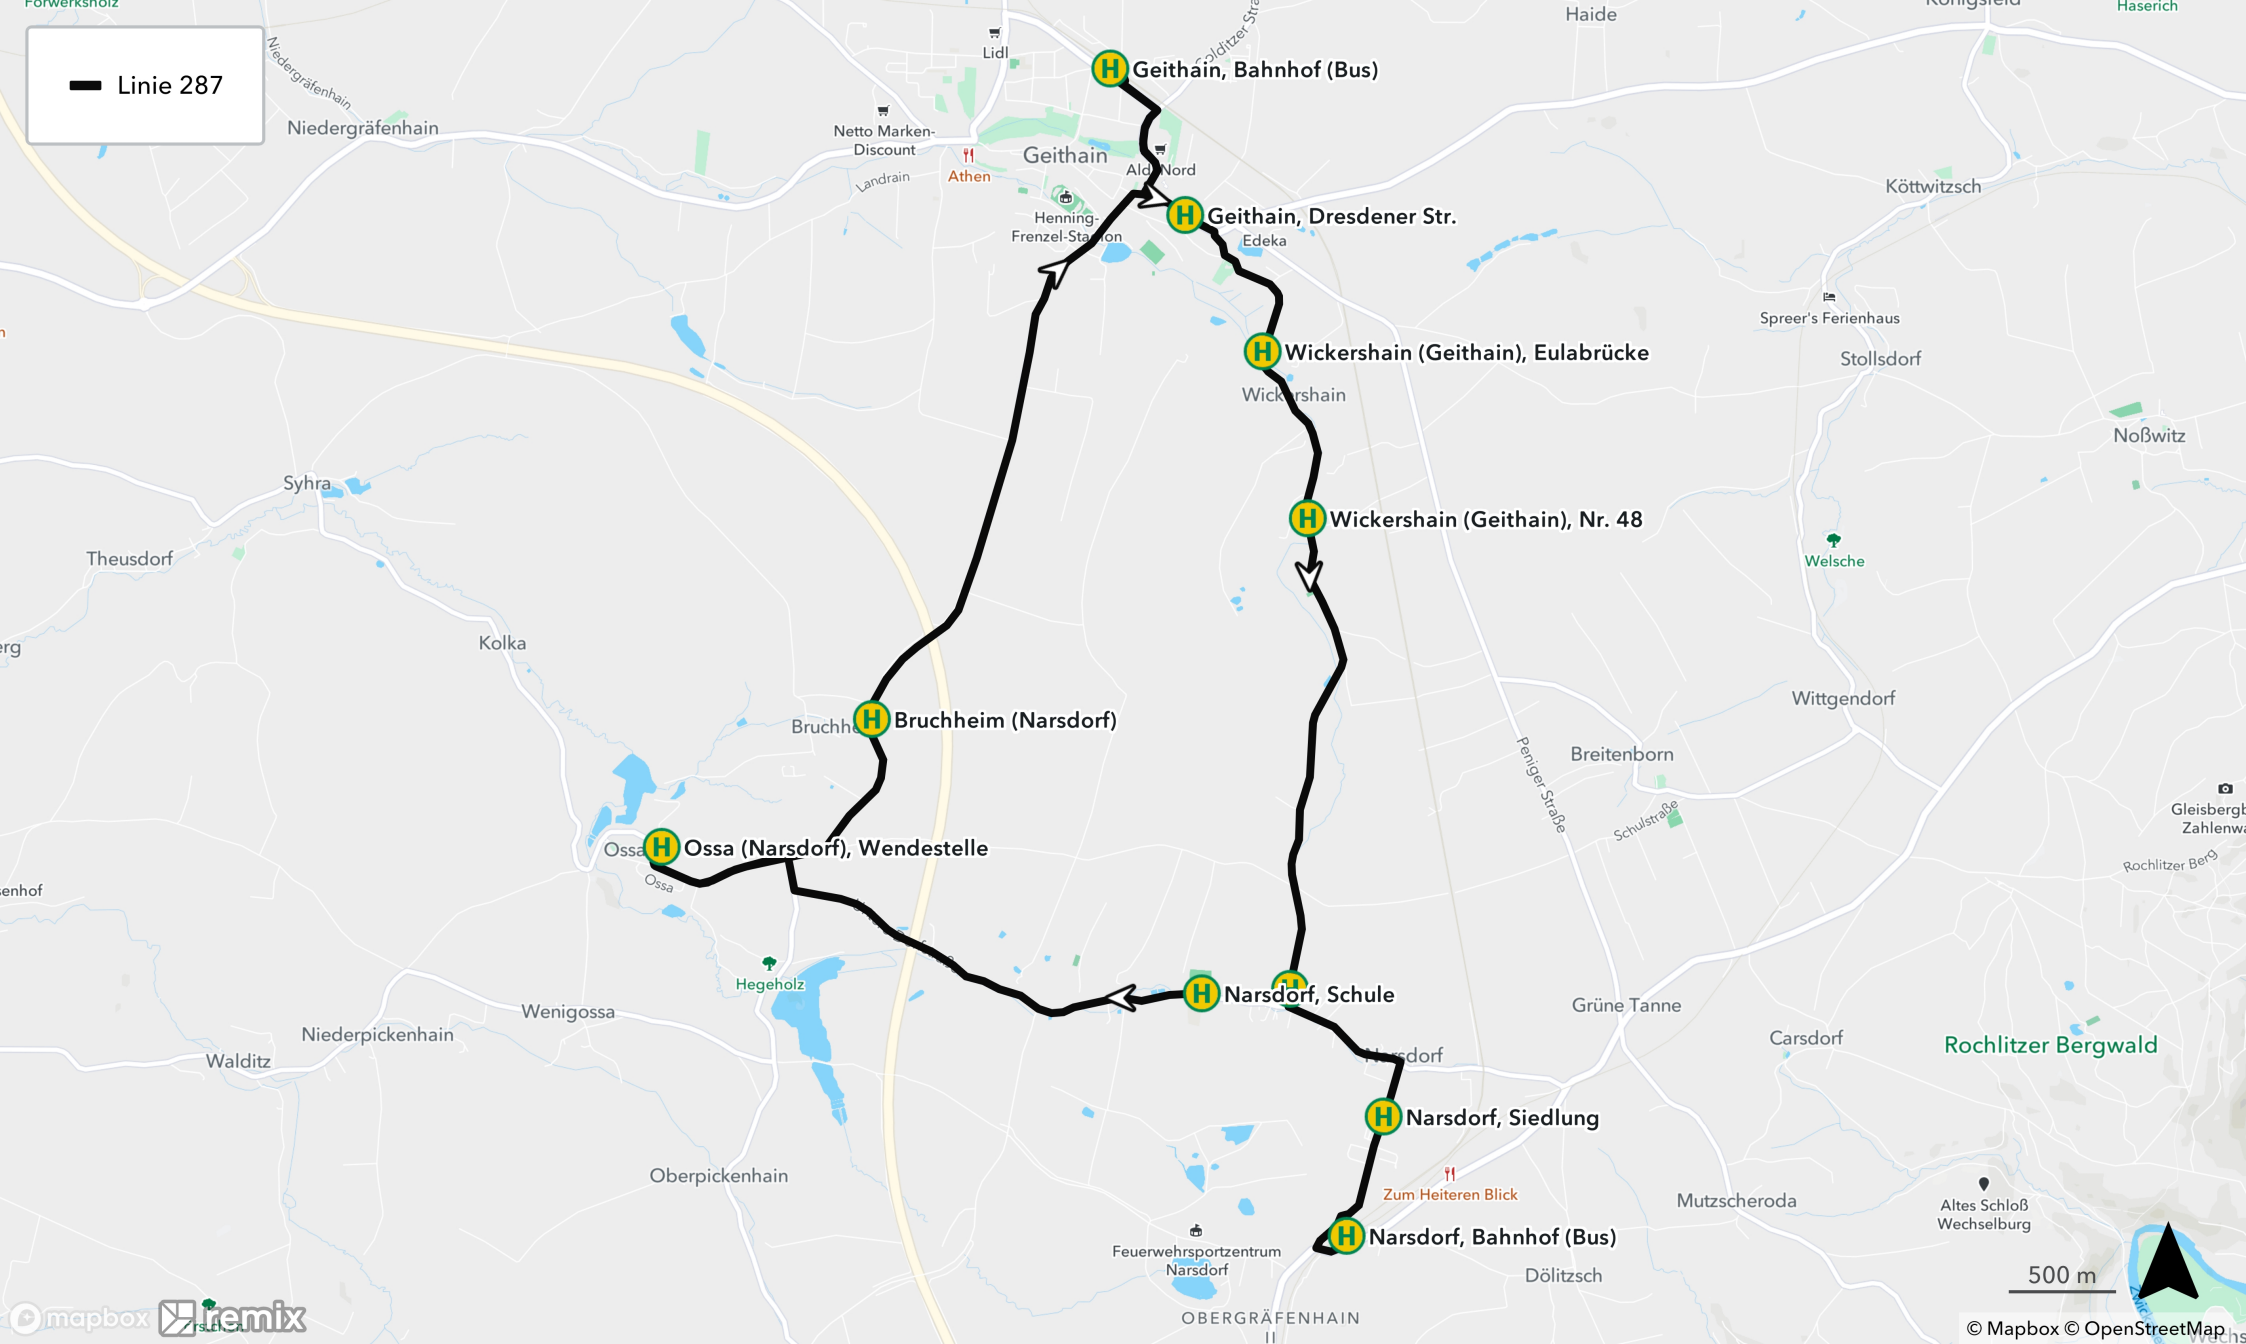 Forwerksholz
Haide
Haserich
Linie 287
Niedergräfenhain
Lidl
Geithain, Bahnhof (Bus)
Niedergräfenhain
Netto Marken-
Discount
Geithain
Athen
Landrain
Köttwitzsch
Henning-
Geithain, Dresdener Str.
Edeka
Spreer's Ferienhaus
Wickershain (Geithain), Eulabrücke
Stollsdorf
Wickershain
Noßwitz
Syhra
Wickershain (Geithain), Nr. 48
Theusdorf
Welsche
Kolka
Wittgendorf
Bruchheim (Narsdorf)
Breitenborn
Peniger Straße
Schulstraße
Ossa
Ossa (Narsdorf), Wendestelle
Ossa
Rochlitzer Berg
Hegeholz
Narsdorf, Schule
Wenigossa
Grüne Tanne
Niederpickenhain
Walditz
Carsdorf
Rochlitzer Bergwald
Narsdorf
Narsdorf, Siedlung
Oberpickenhain
Zum Heiteren Blick
Mutzscheroda
Altes Schloß
Wechselburg
Narsdorf, Bahnhof (Bus)
Feuerwehrsportzentrum
Narsdorf
Dölitzsch
500 m
OBERGRÄFENHAIN
II
mapbox remix
© Mapbox © OpenStreetMap